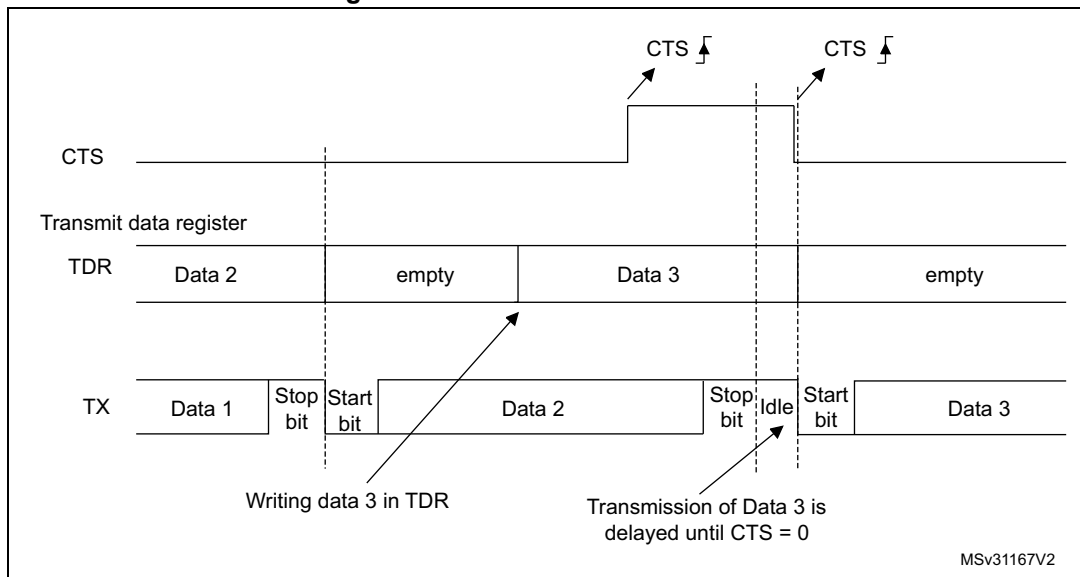 CTS CTS
CTS
Transmit data register
TDR Data 2 empty Data 3 empty
TX Data 1 Stop bit Start bit Data 2 Stop bit Idle Start bit Data 3
Writing data 3 in TDR
Transmission of Data 3 is
delayed until CTS = 0
MSv31167V2